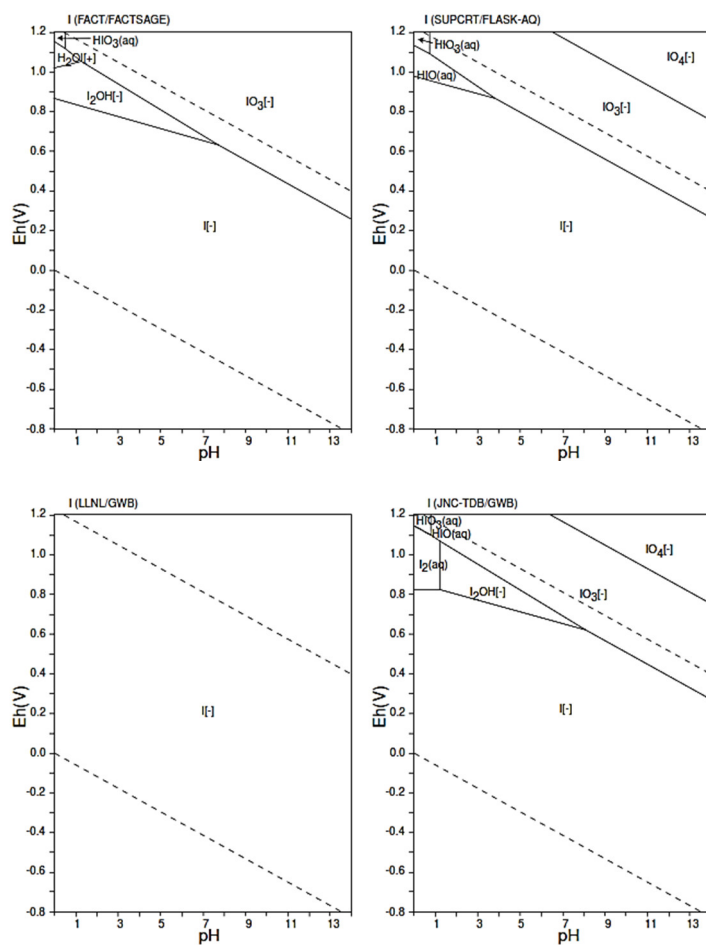 I (FACT/FACTSAGE)
1.2
1.0
0.8
0.6
0.4
0.2
0.0
-0.2
-0.4
-0.6
-0.8
Eh(V)
HIO3(aq)
H2OI[+]
I2OH[-]
IO3[-]
I[-]
1 3 5 7 9 11 13
pH
I (SUPCRT/FLASK-AQ)
1.2
1.0
0.8
0.6
0.4
0.2
0.0
-0.2
-0.4
-0.6
-0.8
Eh(V)
HIO3(aq)
HIO(aq)
IO4[-]
IO3[-]
I[-]
1 3 5 7 9 11 13
pH
I (LLNL/GWB)
1.2
1.0
0.8
0.6
0.4
0.2
0.0
-0.2
-0.4
-0.6
-0.8
Eh(V)
I[-]
1 3 5 7 9 11 13
pH
I (JNC-TDB/GWB)
1.2
1.0
0.8
0.6
0.4
0.2
0.0
-0.2
-0.4
-0.6
-0.8
Eh(V)
HIO3(aq)
HIO(aq)
I2(aq)
I2OH[-]
IO4[-]
IO3[-]
I[-]
1 3 5 7 9 11 13
pH